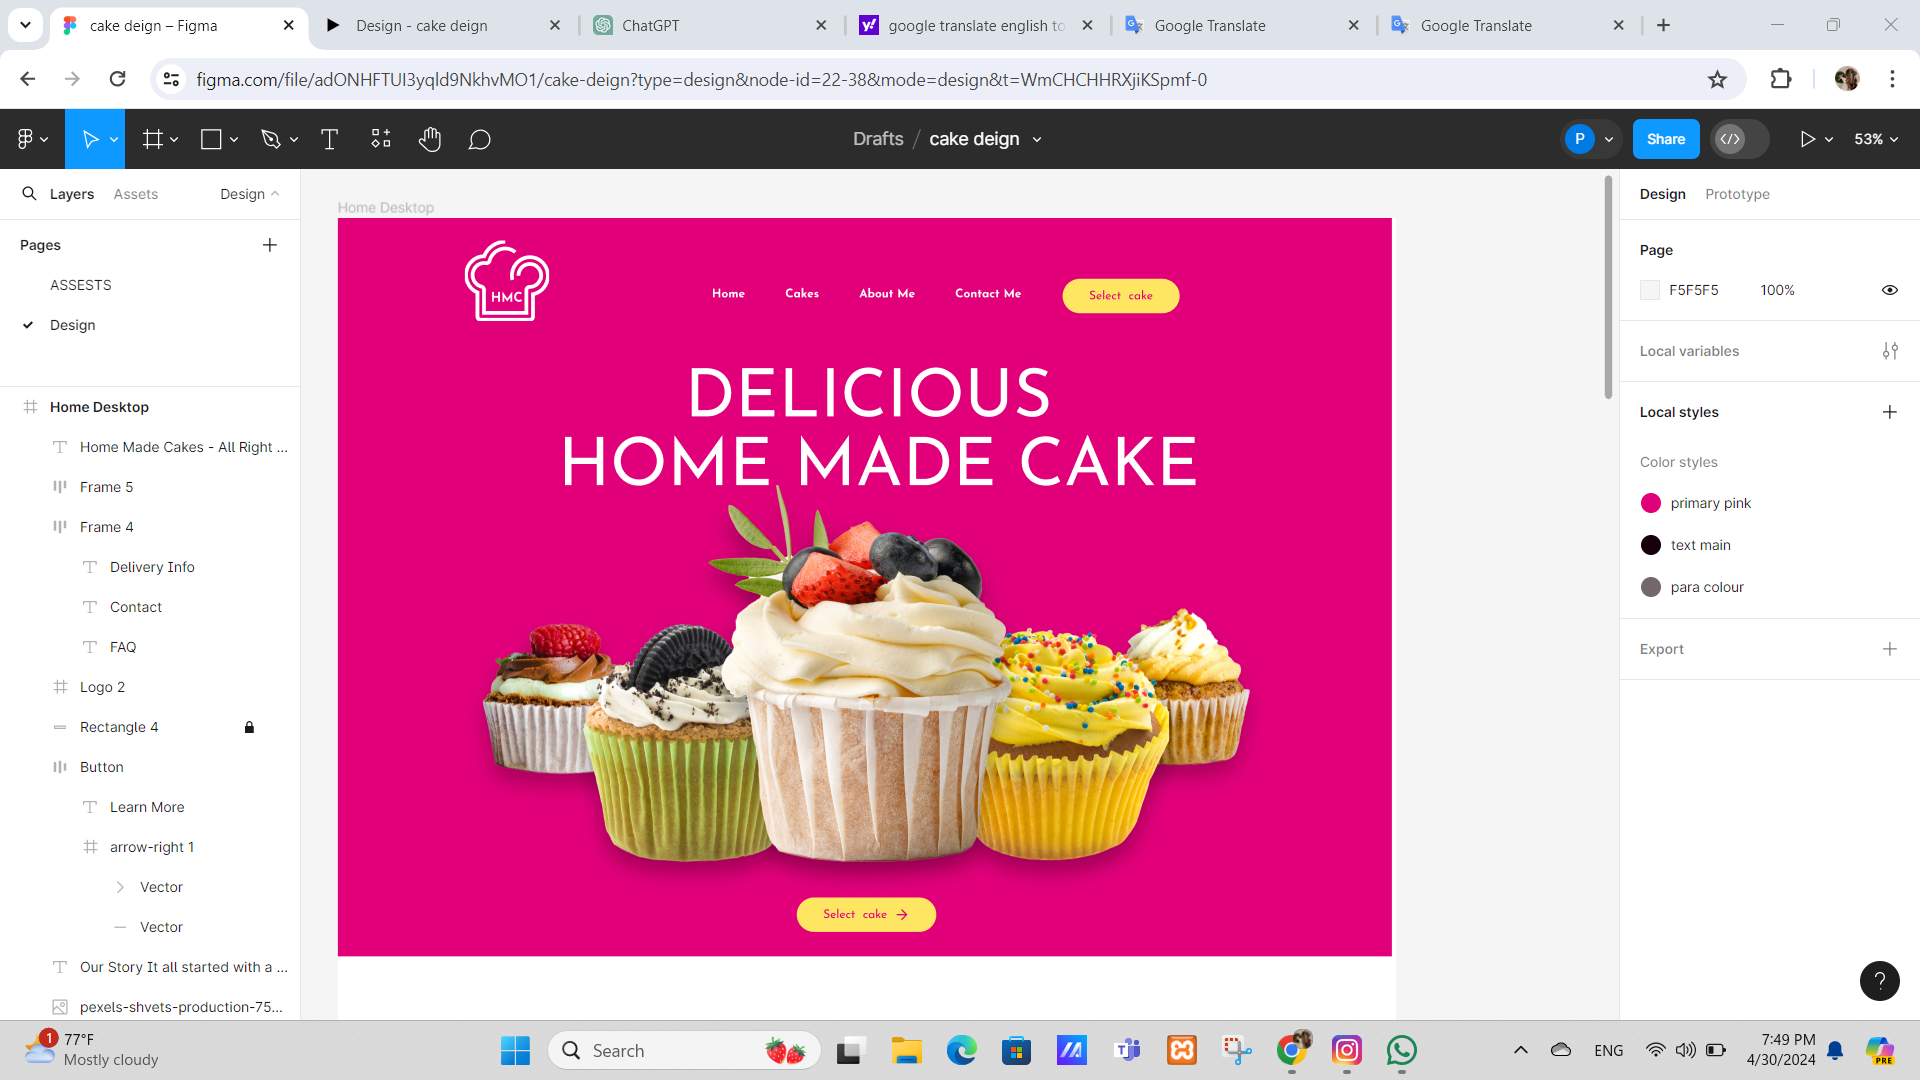 cake deign – Figma
Design - cake deign
ChatGPT
google translate english to
Google Translate
Google Translate
figma.com/file/adONHFTUI3yqld9NkhvMO1/cake-deign?type=design&node-id=22-38&mode=design&t=WmCHCHHRXjiKSpmf-0
Drafts / cake deign
P
Share
53%
Layers
Assets
Design
Pages
ASSESTS
Design
Home Desktop
Home Made Cakes - All Right ...
Frame 5
Frame 4
Delivery Info
Contact
FAQ
Logo 2
Rectangle 4
Button
Learn More
arrow-right 1
Vector
Vector
Our Story It all started with a ...
pexels-shvets-production-75...
Home Desktop
HMC
Home
Cakes
About Me
Contact Me
Select cake
DELICIOUS
HOME MADE CAKE
Select cake
Design
Prototype
Page
F5F5F5
100%
Local variables
Local styles
Color styles
primary pink
text main
para colour
Export
?
1
77°F
Mostly cloudy
Search
ENG
7:49 PM
4/30/2024
PRE